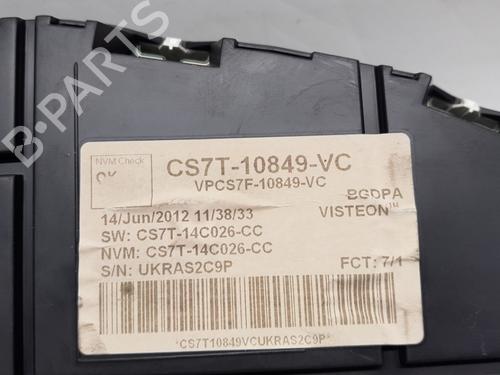 B-PARTS
NVM Check
OK
CS7T-10849-VC
VPCS7F-10849-VC
BGDPA
14/Jun/2012 11/38/33
VISTEON™
SW: CS7T-14C026-CC
NVM: CS7T-14C026-CC
S/N: UKRAS2C9P
FCT: 7/1
*CS7T10849VCUKRAS2C9P*